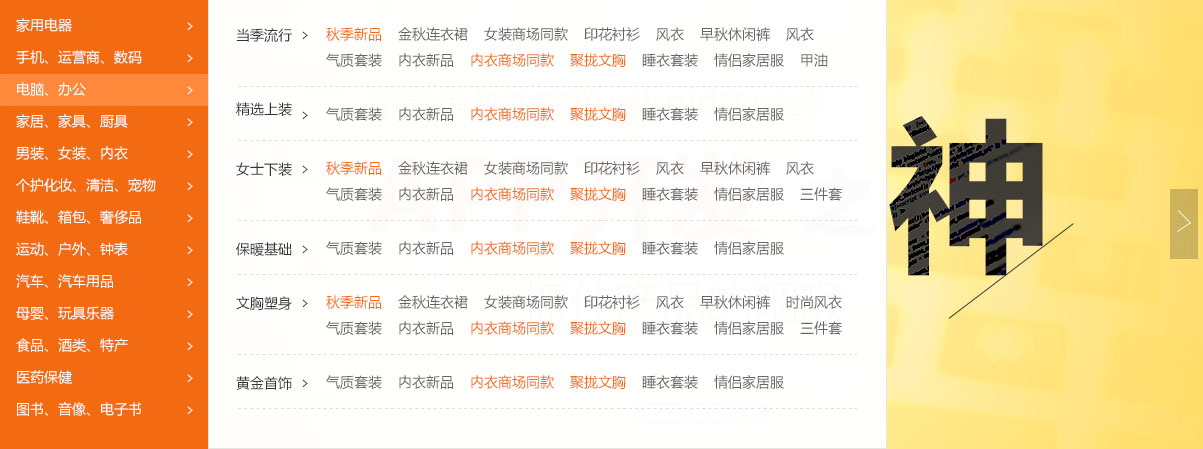 家用电器
手机、运营商、数码
电脑、办公
家居、家具、厨具
男装、女装、内衣
个护化妆、清洁、宠物
鞋靴、箱包、奢侈品
运动、户外、钟表
汽车、汽车用品
母婴、玩具乐器
食品、酒类、特产
医药保健
图书、音像、电子书
当季流行 > 秋季新品 金秋连衣裙 女装商场同款 印花衬衫 风衣 早秋休闲裤 风衣
气质套装 内衣新品 内衣商场同款 聚拢文胸 睡衣套装 情侣家居服 甲油
精选上装 > 气质套装 内衣新品 内衣商场同款 聚拢文胸 睡衣套装 情侣家居服
女士下装 > 秋季新品 金秋连衣裙 女装商场同款 印花衬衫 风衣 早秋休闲裤 风衣
气质套装 内衣新品 内衣商场同款 聚拢文胸 睡衣套装 情侣家居服 三件套
保暖基础 > 气质套装 内衣新品 内衣商场同款 聚拢文胸 睡衣套装 情侣家居服
文胸塑身 > 秋季新品 金秋连衣裙 女装商场同款 印花衬衫 风衣 早秋休闲裤 时尚风衣
气质套装 内衣新品 内衣商场同款 聚拢文胸 睡衣套装 情侣家居服 三件套
黄金首饰 > 气质套装 内衣新品 内衣商场同款 聚拢文胸 睡衣套装 情侣家居服
神